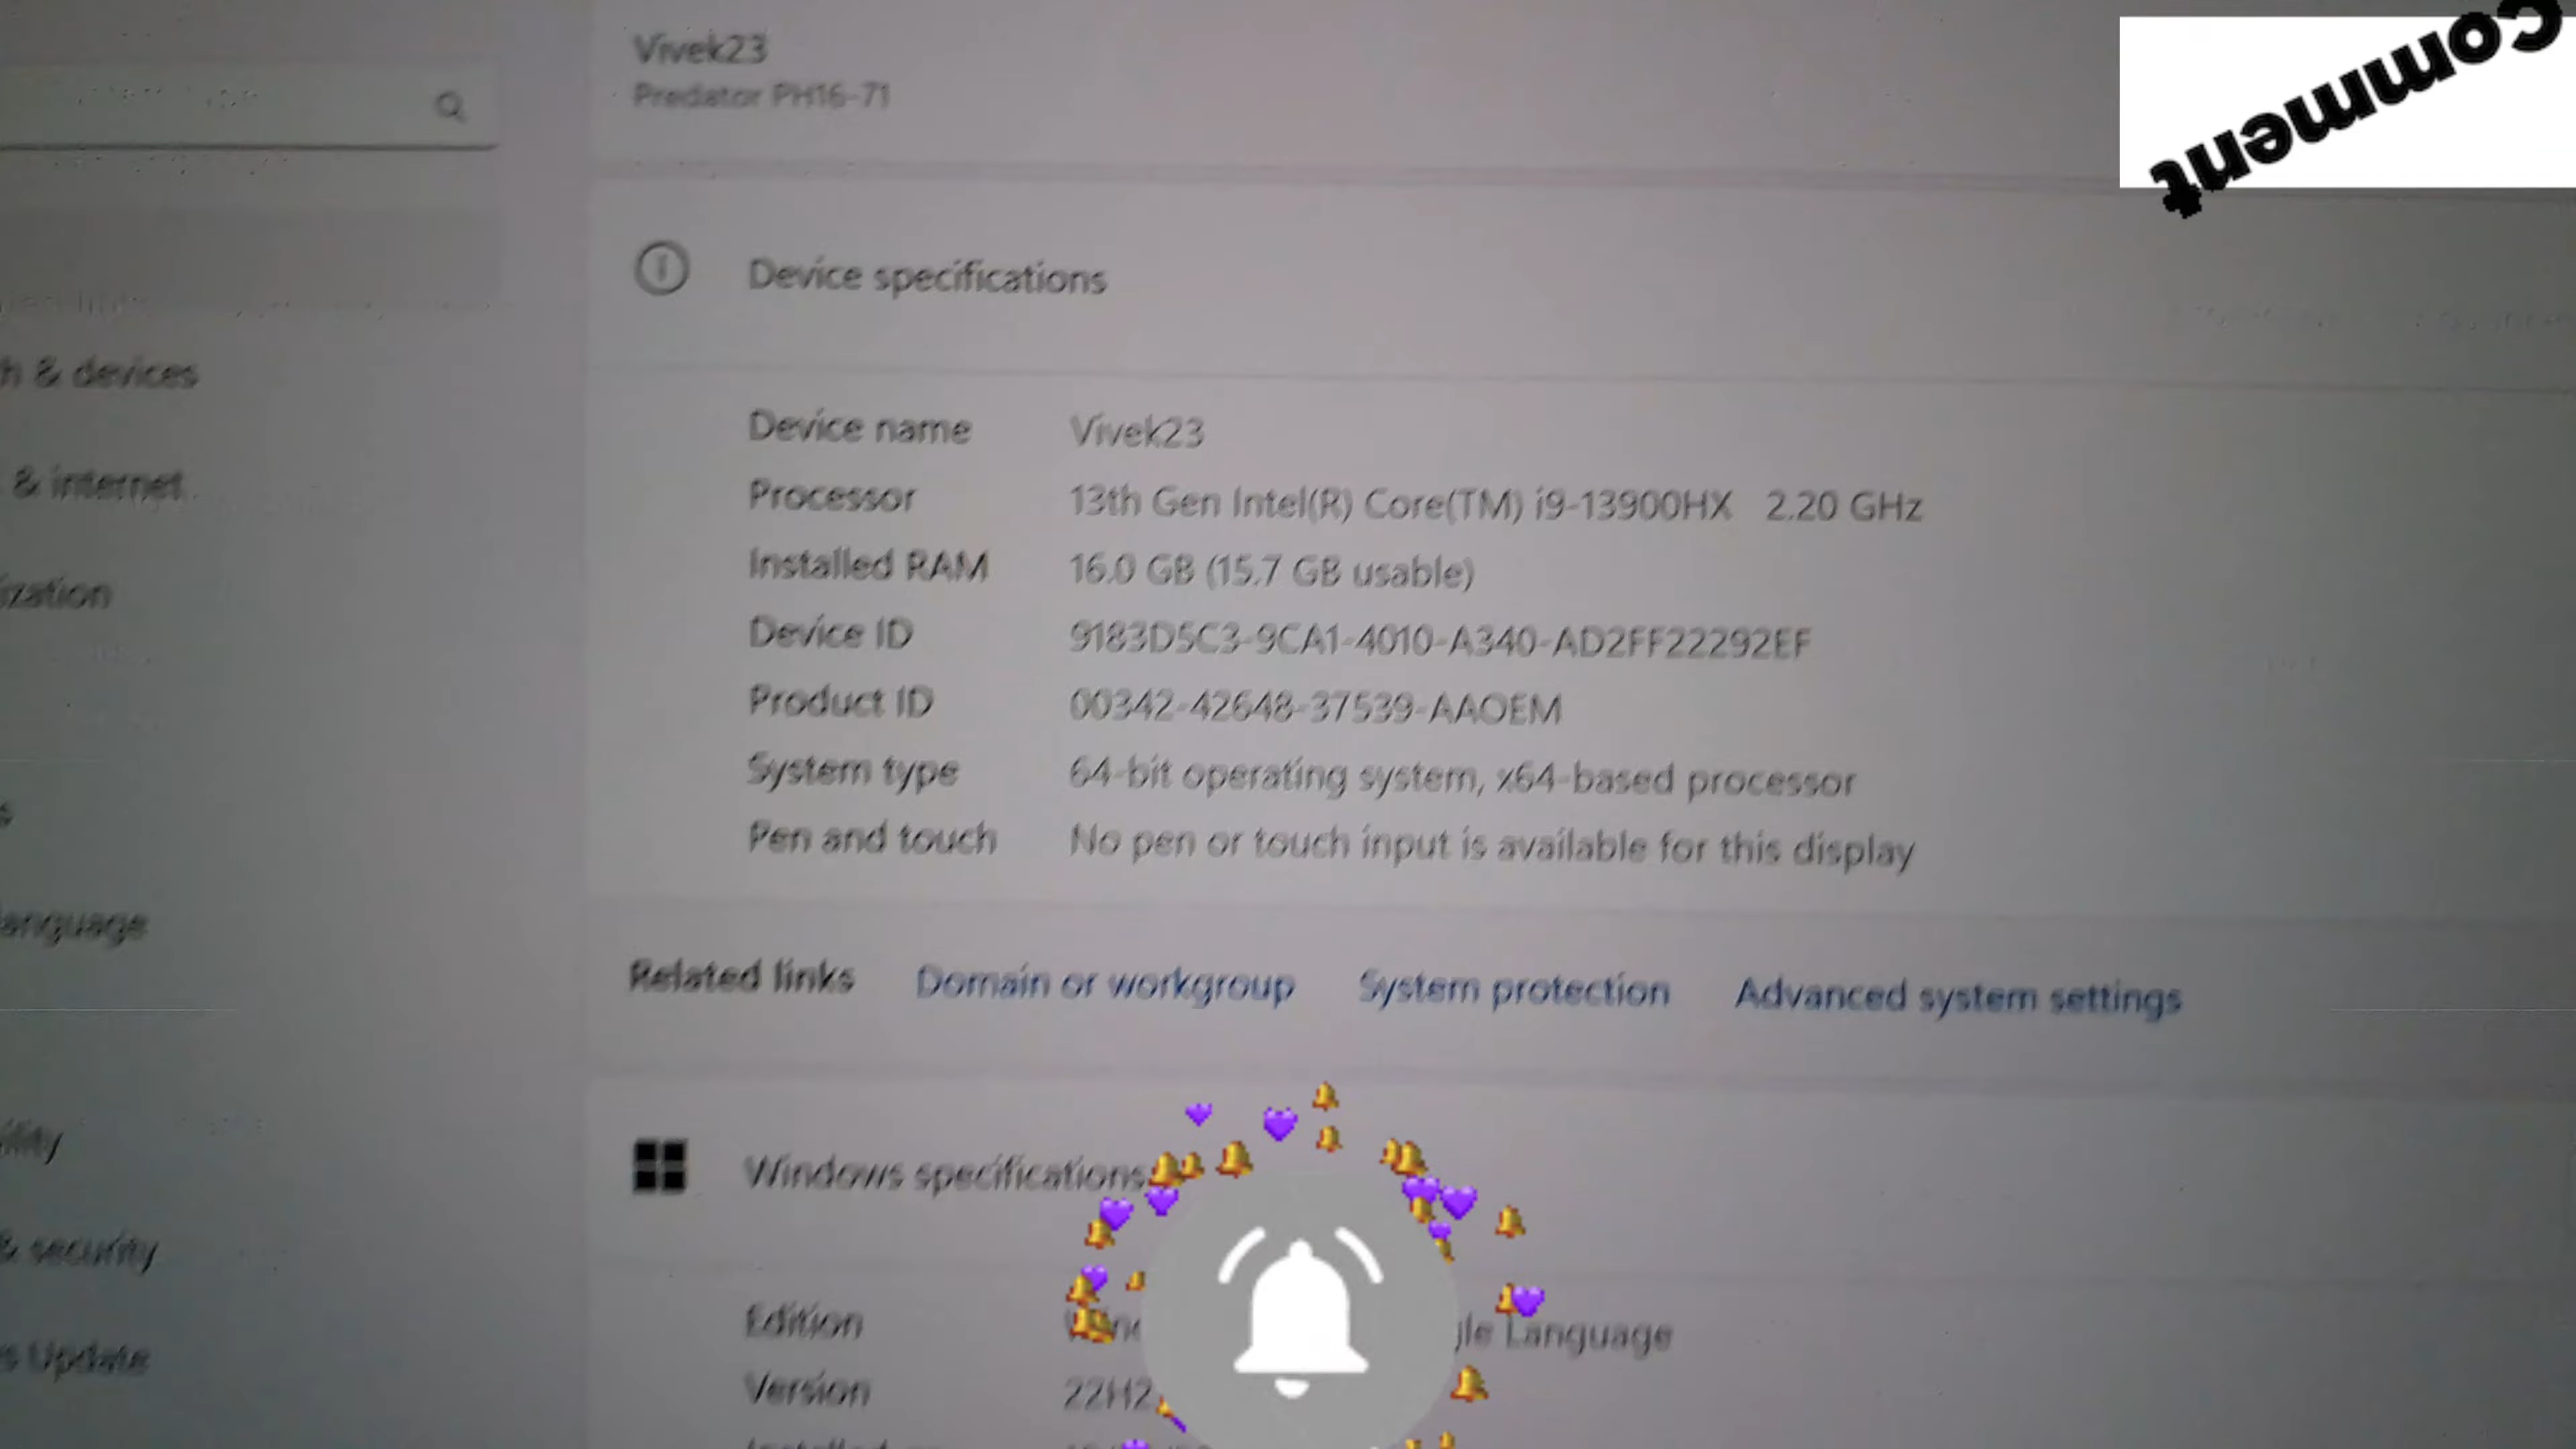 Vivek23
Predator PH16-71
Comment
Device specifications
h & devices
Device name Vivek23
& internet
Processor 13th Gen Intel(R) Core(TM) i9-13900HX 2.20 GHz
Installed RAM 16.0 GB (15.7 GB usable)
ization
Device ID 9183D5C3-9CA1-4010-A340-AD2FF22292EF
Product ID 00342-42648-37539-AAOEM
System type 64-bit operating system, x64-based processor
s
Pen and touch No pen or touch input is available for this display
language
Related links Domain or workgroup System protection Advanced system settings
ility
Windows specifications
& security
Edition gle Language
s Update
Version 22H2